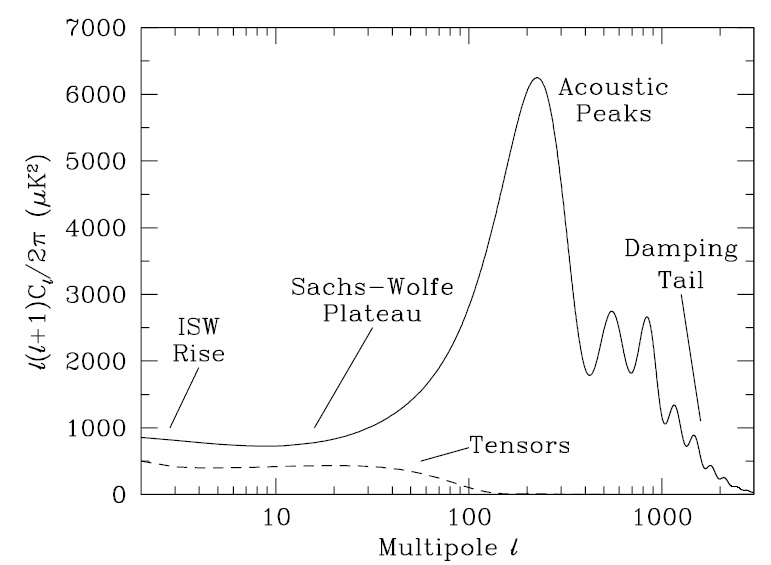 7000
6000
5000
4000
3000
2000
1000
0
ℓ(ℓ+1)Cℓ/2π (μK²)
Acoustic
Peaks
Damping
Tail
Sachs–Wolfe
Plateau
ISW
Rise
Tensors
10
100
1000
Multipole ℓ